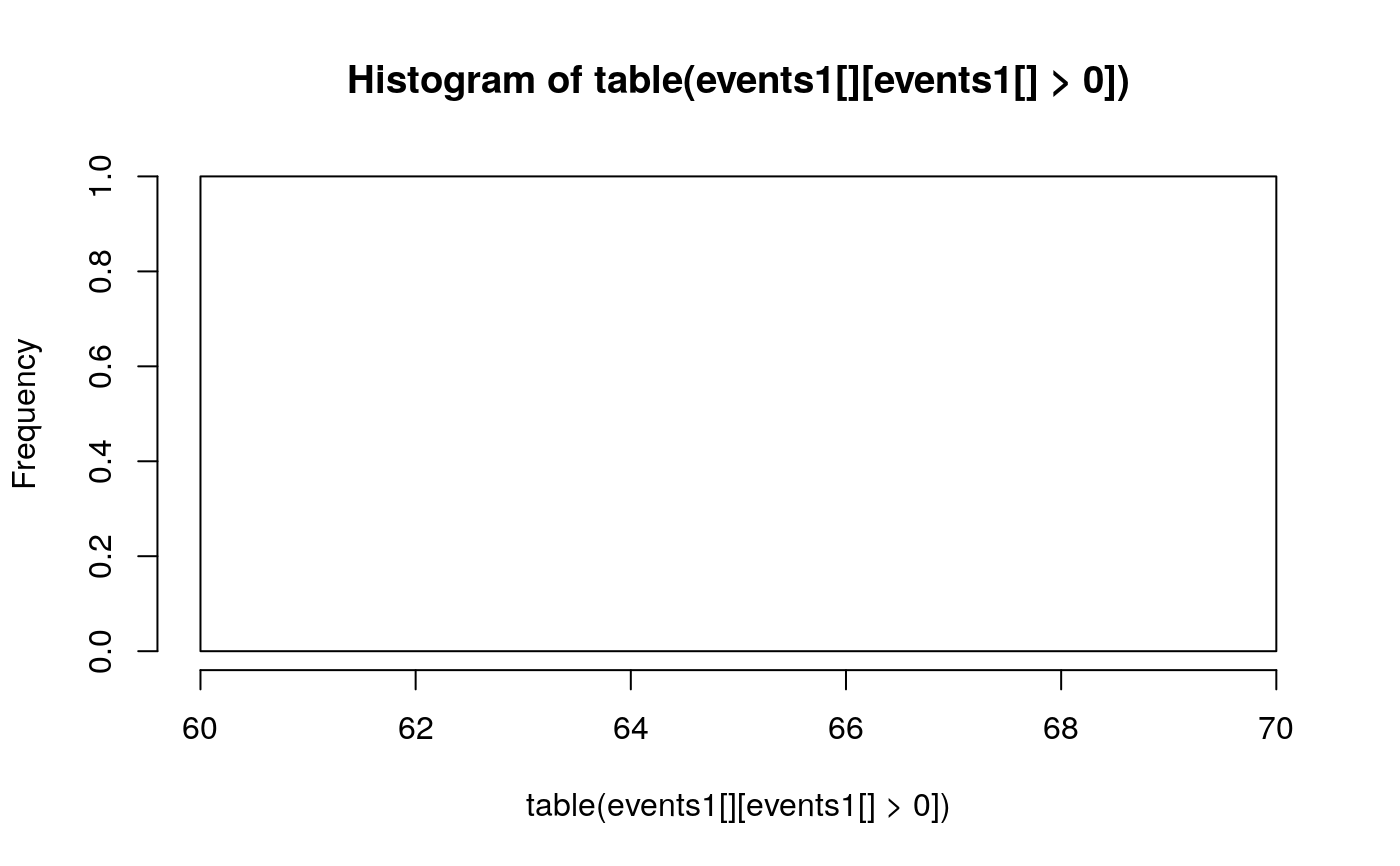 Histogram of table(events1[][events1[] > 0])
Frequency
1.0
0.8
0.6
0.4
0.2
0.0
60 62 64 66 68 70
table(events1[][events1[] > 0])